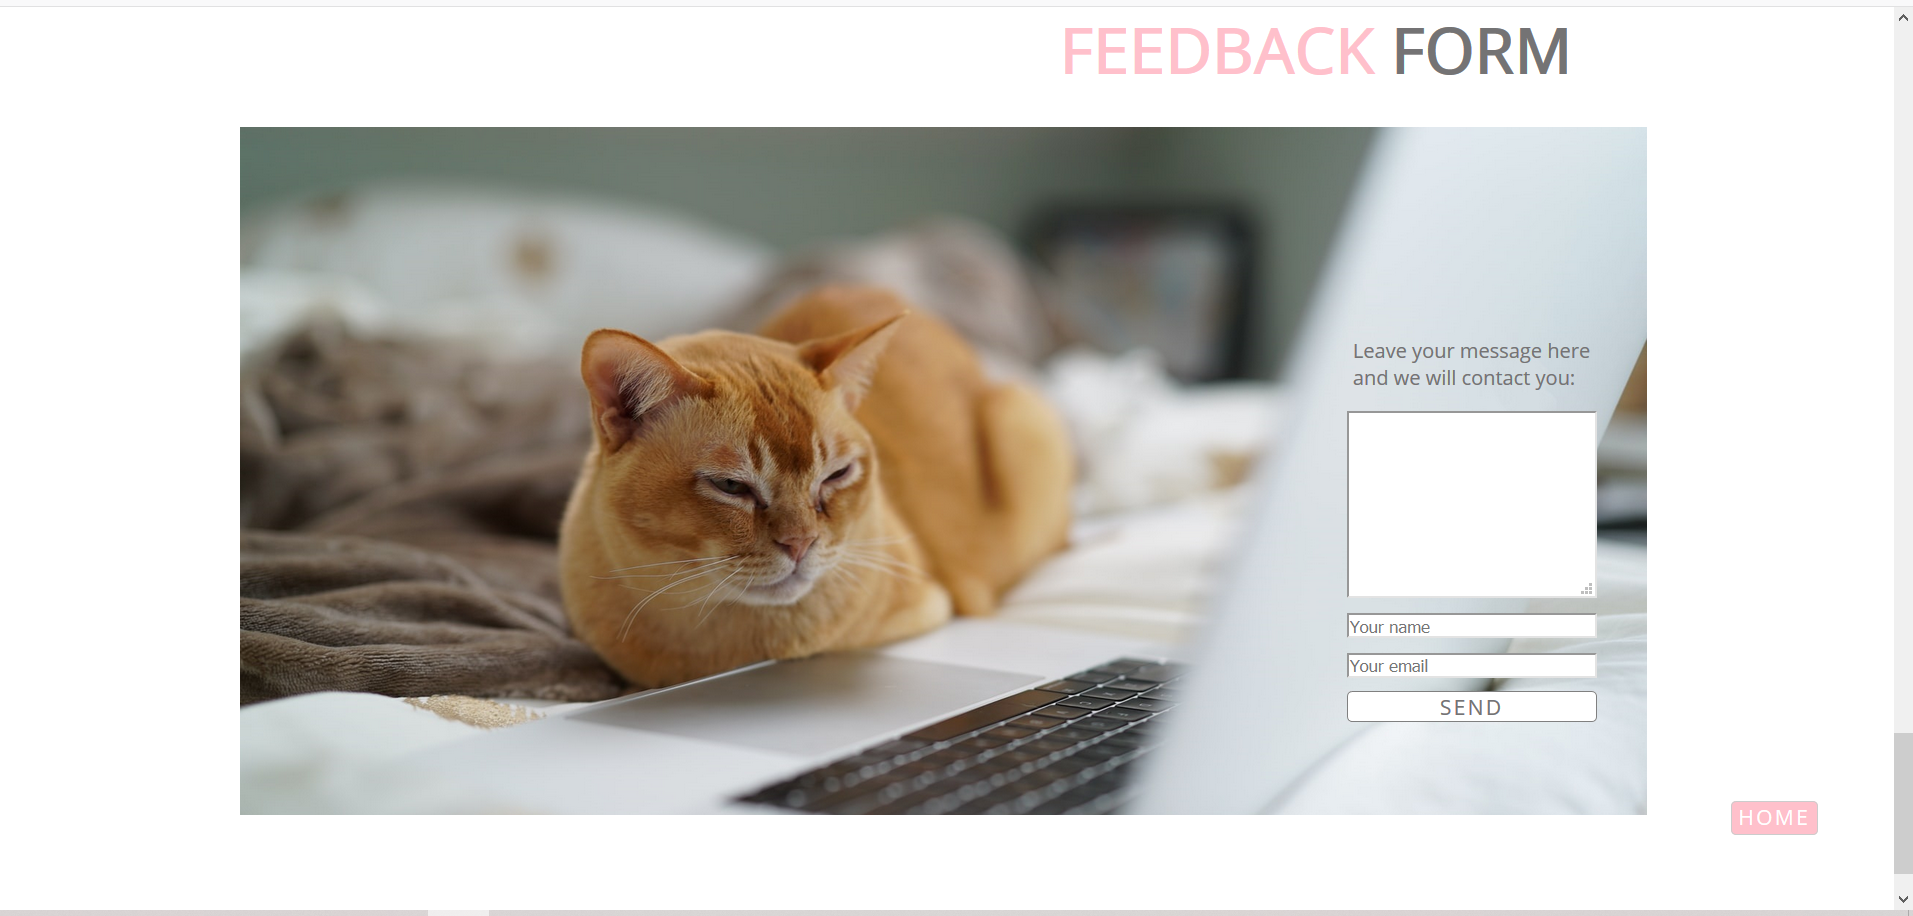 FEEDBACK FORM
Leave your message here
and we will contact you:
Your name
Your email
SEND
HOME